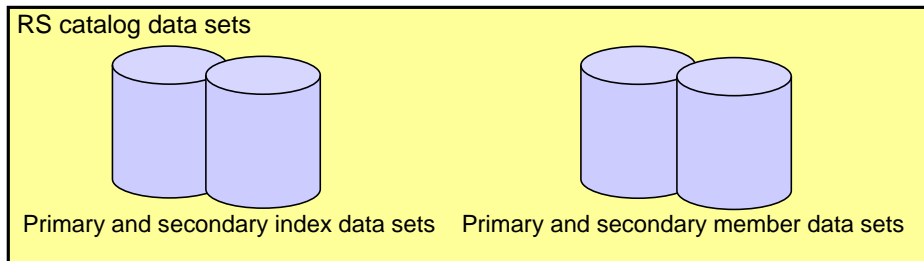 RS catalog data sets
Primary and secondary index data sets
Primary and secondary member data sets